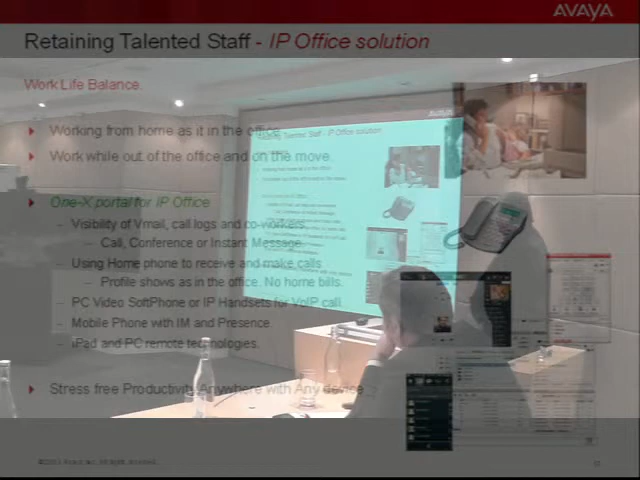 AVAYA
Retaining Talented Staff - IP Office solution
Work Life Balance.
Working from home as it in the office.
Work while out of the office and on the move.
One-X portal for IP Office
– Visibility of Vmail, call logs and co-workers.
– Call, Conference or Instant Message.
– Using Home phone to receive and make calls
– Profile shows as in the office. No home bills.
– PC Video SoftPhone or IP Handsets for VoIP call.
– Mobile Phone with IM and Presence.
– iPad and PC remote technologies.
Stress free Productivity Anywhere with Any device